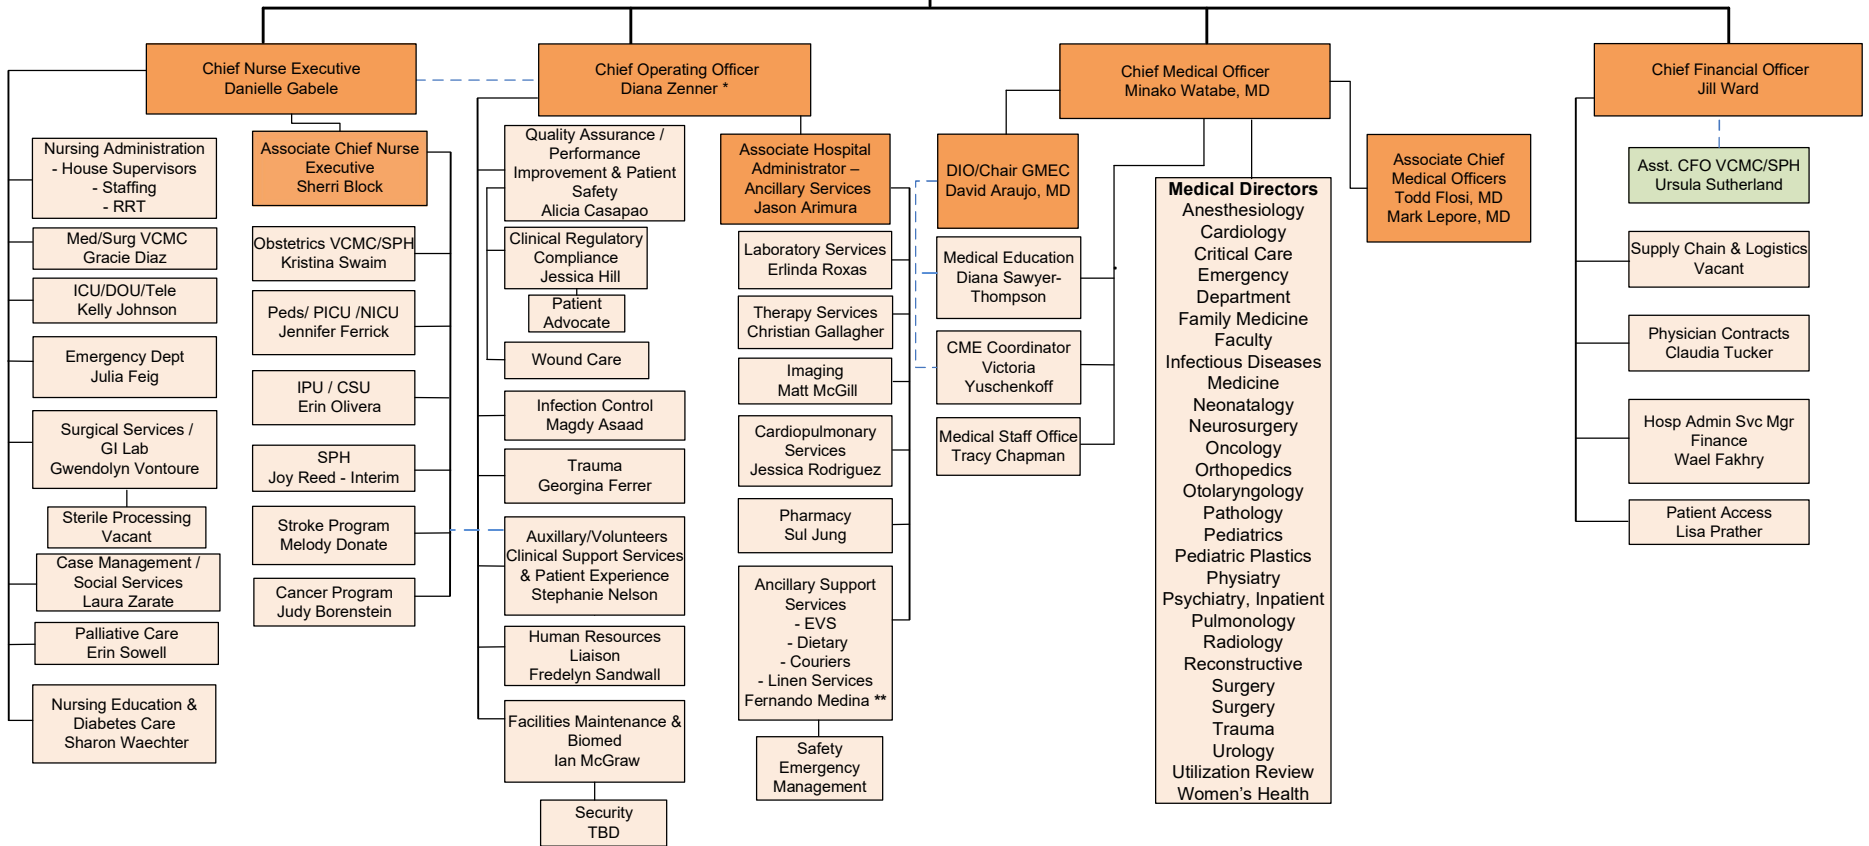 Chief Nurse Executive
Danielle Gabele
Chief Operating Officer
Diana Zenner *
Chief Medical Officer
Minako Watabe, MD
Chief Financial Officer
Jill Ward
Nursing Administration
- House Supervisors
- Staffing
- RRT
Med/Surg VCMC
Gracie Diaz
ICU/DOU/Tele
Kelly Johnson
Emergency Dept
Julia Feig
Surgical Services /
GI Lab
Gwendolyn Vontoure
Sterile Processing
Vacant
Case Management /
Social Services
Laura Zarate
Palliative Care
Erin Sowell
Nursing Education &
Diabetes Care
Sharon Waechter
Associate Chief Nurse
Executive
Sherri Block
Obstetrics VCMC/SPH
Kristina Swaim
Peds/ PICU /NICU
Jennifer Ferrick
IPU / CSU
Erin Olivera
SPH
Joy Reed - Interim
Stroke Program
Melody Donate
Cancer Program
Judy Borenstein
Quality Assurance /
Performance
Improvement & Patient
Safety
Alicia Casapao
Clinical Regulatory
Compliance
Jessica Hill
Patient
Advocate
Wound Care
Infection Control
Magdy Asaad
Trauma
Georgina Ferrer
Auxillary/Volunteers
Clinical Support Services
& Patient Experience
Stephanie Nelson
Human Resources
Liaison
Fredelyn Sandwall
Facilities Maintenance &
Biomed
Ian McGraw
Security
TBD
Associate Hospital
Administrator –
Ancillary Services
Jason Arimura
Laboratory Services
Erlinda Roxas
Therapy Services
Christian Gallagher
Imaging
Matt McGill
Cardiopulmonary
Services
Jessica Rodriguez
Pharmacy
Sul Jung
Ancillary Support
Services
- EVS
- Dietary
- Couriers
- Linen Services
Fernando Medina **
Safety
Emergency
Management
DIO/Chair GMEC
David Araujo, MD
Medical Education
Diana Sawyer-
Thompson
CME Coordinator
Victoria
Yuschenkoff
Medical Staff Office
Tracy Chapman
Medical Directors
Anesthesiology
Cardiology
Critical Care
Emergency
Department
Family Medicine
Faculty
Infectious Diseases
Medicine
Neonatalogy
Neurosurgery
Oncology
Orthopedics
Otolaryngology
Pathology
Pediatrics
Pediatric Plastics
Physiatry
Psychiatry, Inpatient
Pulmonology
Radiology
Reconstructive
Surgery
Surgery
Trauma
Urology
Utilization Review
Women’s Health
Associate Chief
Medical Officers
Todd Flosi, MD
Mark Lepore, MD
Asst. CFO VCMC/SPH
Ursula Sutherland
Supply Chain & Logistics
Vacant
Physician Contracts
Claudia Tucker
Hosp Admin Svc Mgr
Finance
Wael Fakhry
Patient Access
Lisa Prather